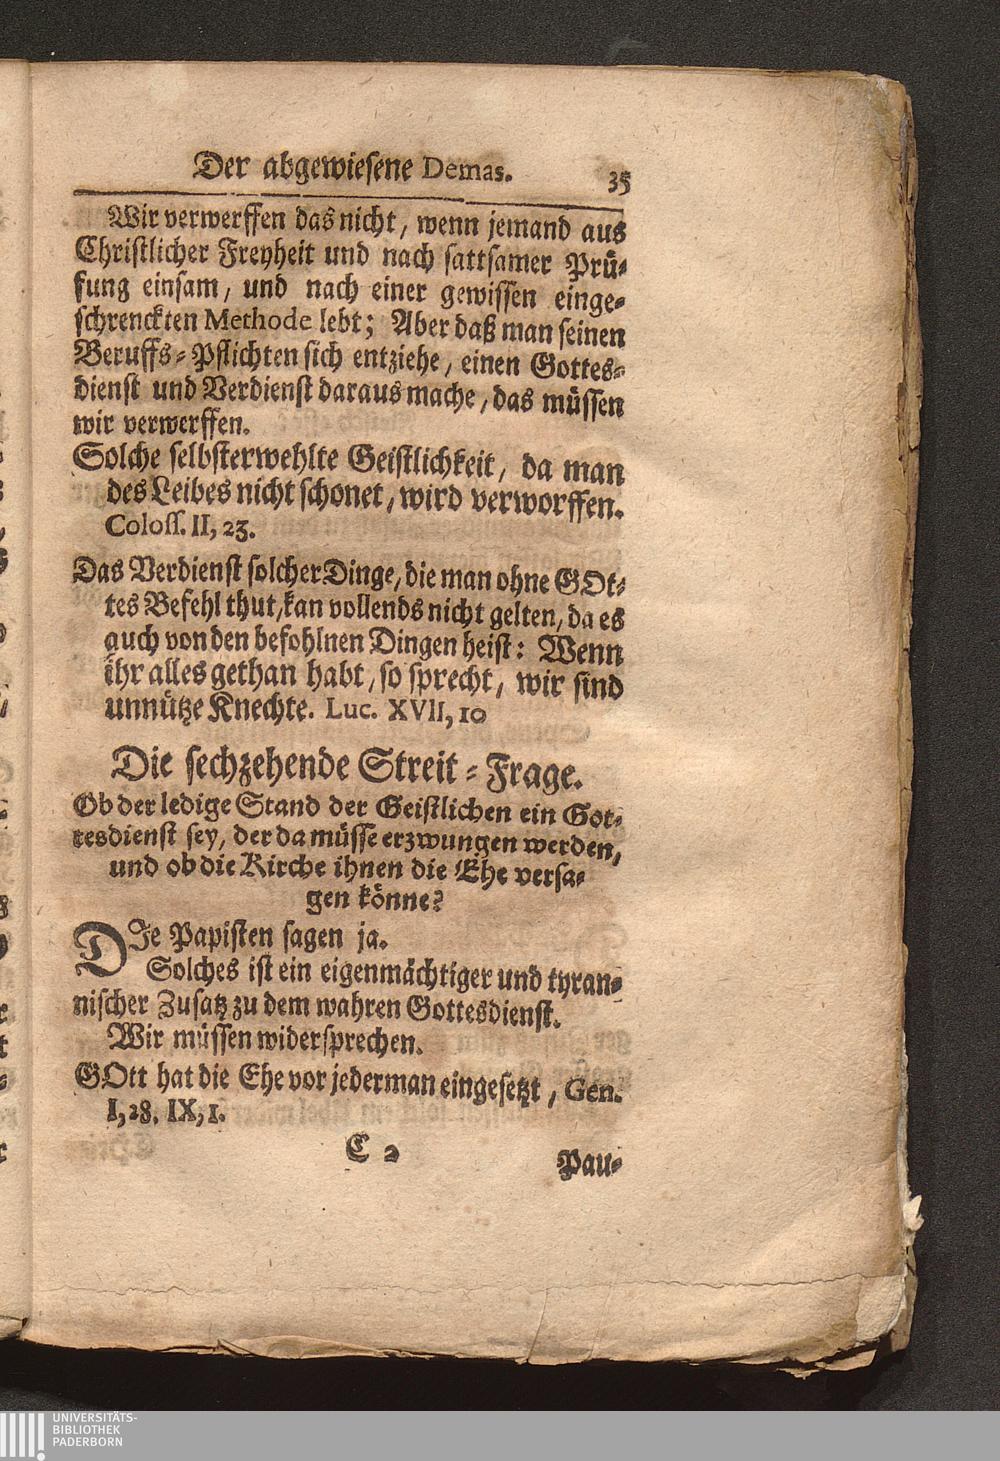 Der abgewiesene Demas. 35
Wir verwerffen das nicht, wenn jemand aus
Christlicher Freyheit und nach sattsamer Prü-
fung einsam, und nach einer gewissen einge-
schrenckten Methode lebt; Aber daß man seinen
Beruffs-Pflichten sich entziehe, einen Gottes-
dienst und Verdienst daraus mache, das müssen
wir verwerffen.
Solche selbsterwehlte Geistlichkeit, da man
des Leibes nicht schonet, wird verworffen.
Coloss. II, 23.
Das Verdienst solcher Dinge, die man ohne GOt-
tes Befehl thut, kan vollends nicht gelten, da es
auch von den befohlnen Dingen heist: Wenn
ihr alles gethan habt, so sprecht, wir sind
unnütze Knechte. Luc. XVII, 10
Die sechzehende Streit-Frage.
Ob der ledige Stand der Geistlichen ein Got-
tesdienst sey, der da müsse erzwungen werden,
und ob die Kirche ihnen die Ehe versa-
gen könne?
DIe Papisten sagen ja.
Solches ist ein eigenmächtiger und tyran-
nischer Zusatz zu dem wahren Gottesdienst.
Wir müssen widersprechen.
GOtt hat die Ehe vor jederman eingesetzt, Gen.
I, 28. IX, 1.
C 2
Pau-
UNIVERSITÄTS-
BIBLIOTHEK
PADERBORN